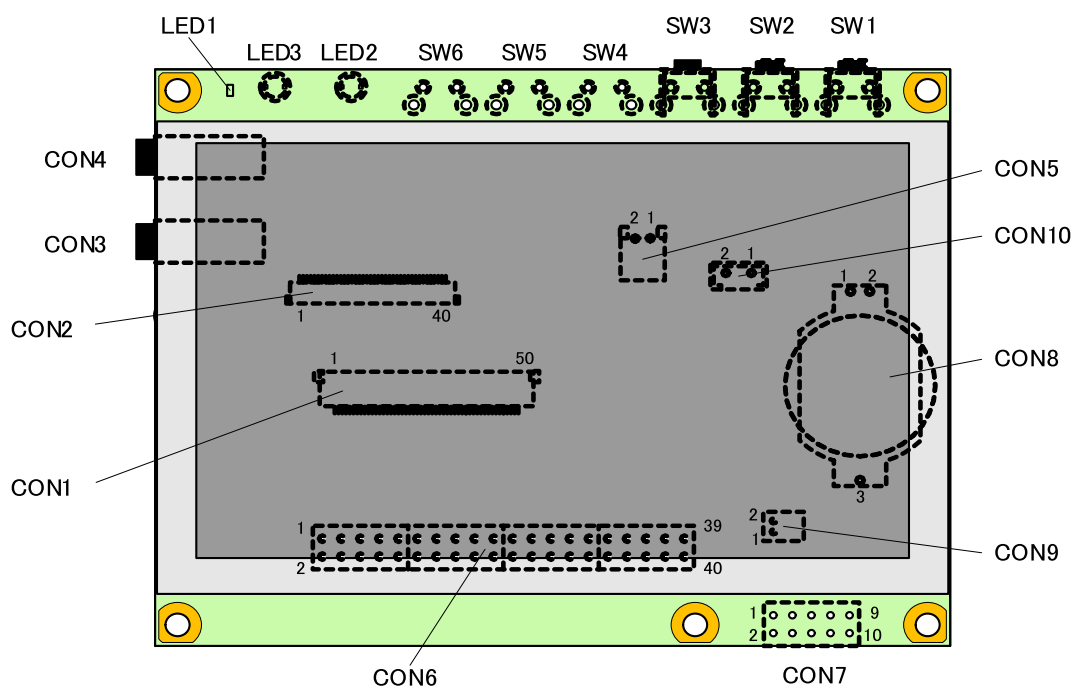 LED1
LED3
LED2
SW6
SW5
SW4
SW3
SW2
SW1
CON4
CON3
CON2
CON1
CON5
CON10
CON8
CON9
CON6
CON7
2 1
2 1
1 2
3
1 40
1 50
1 39
2 40
2
1
1 9
2 10